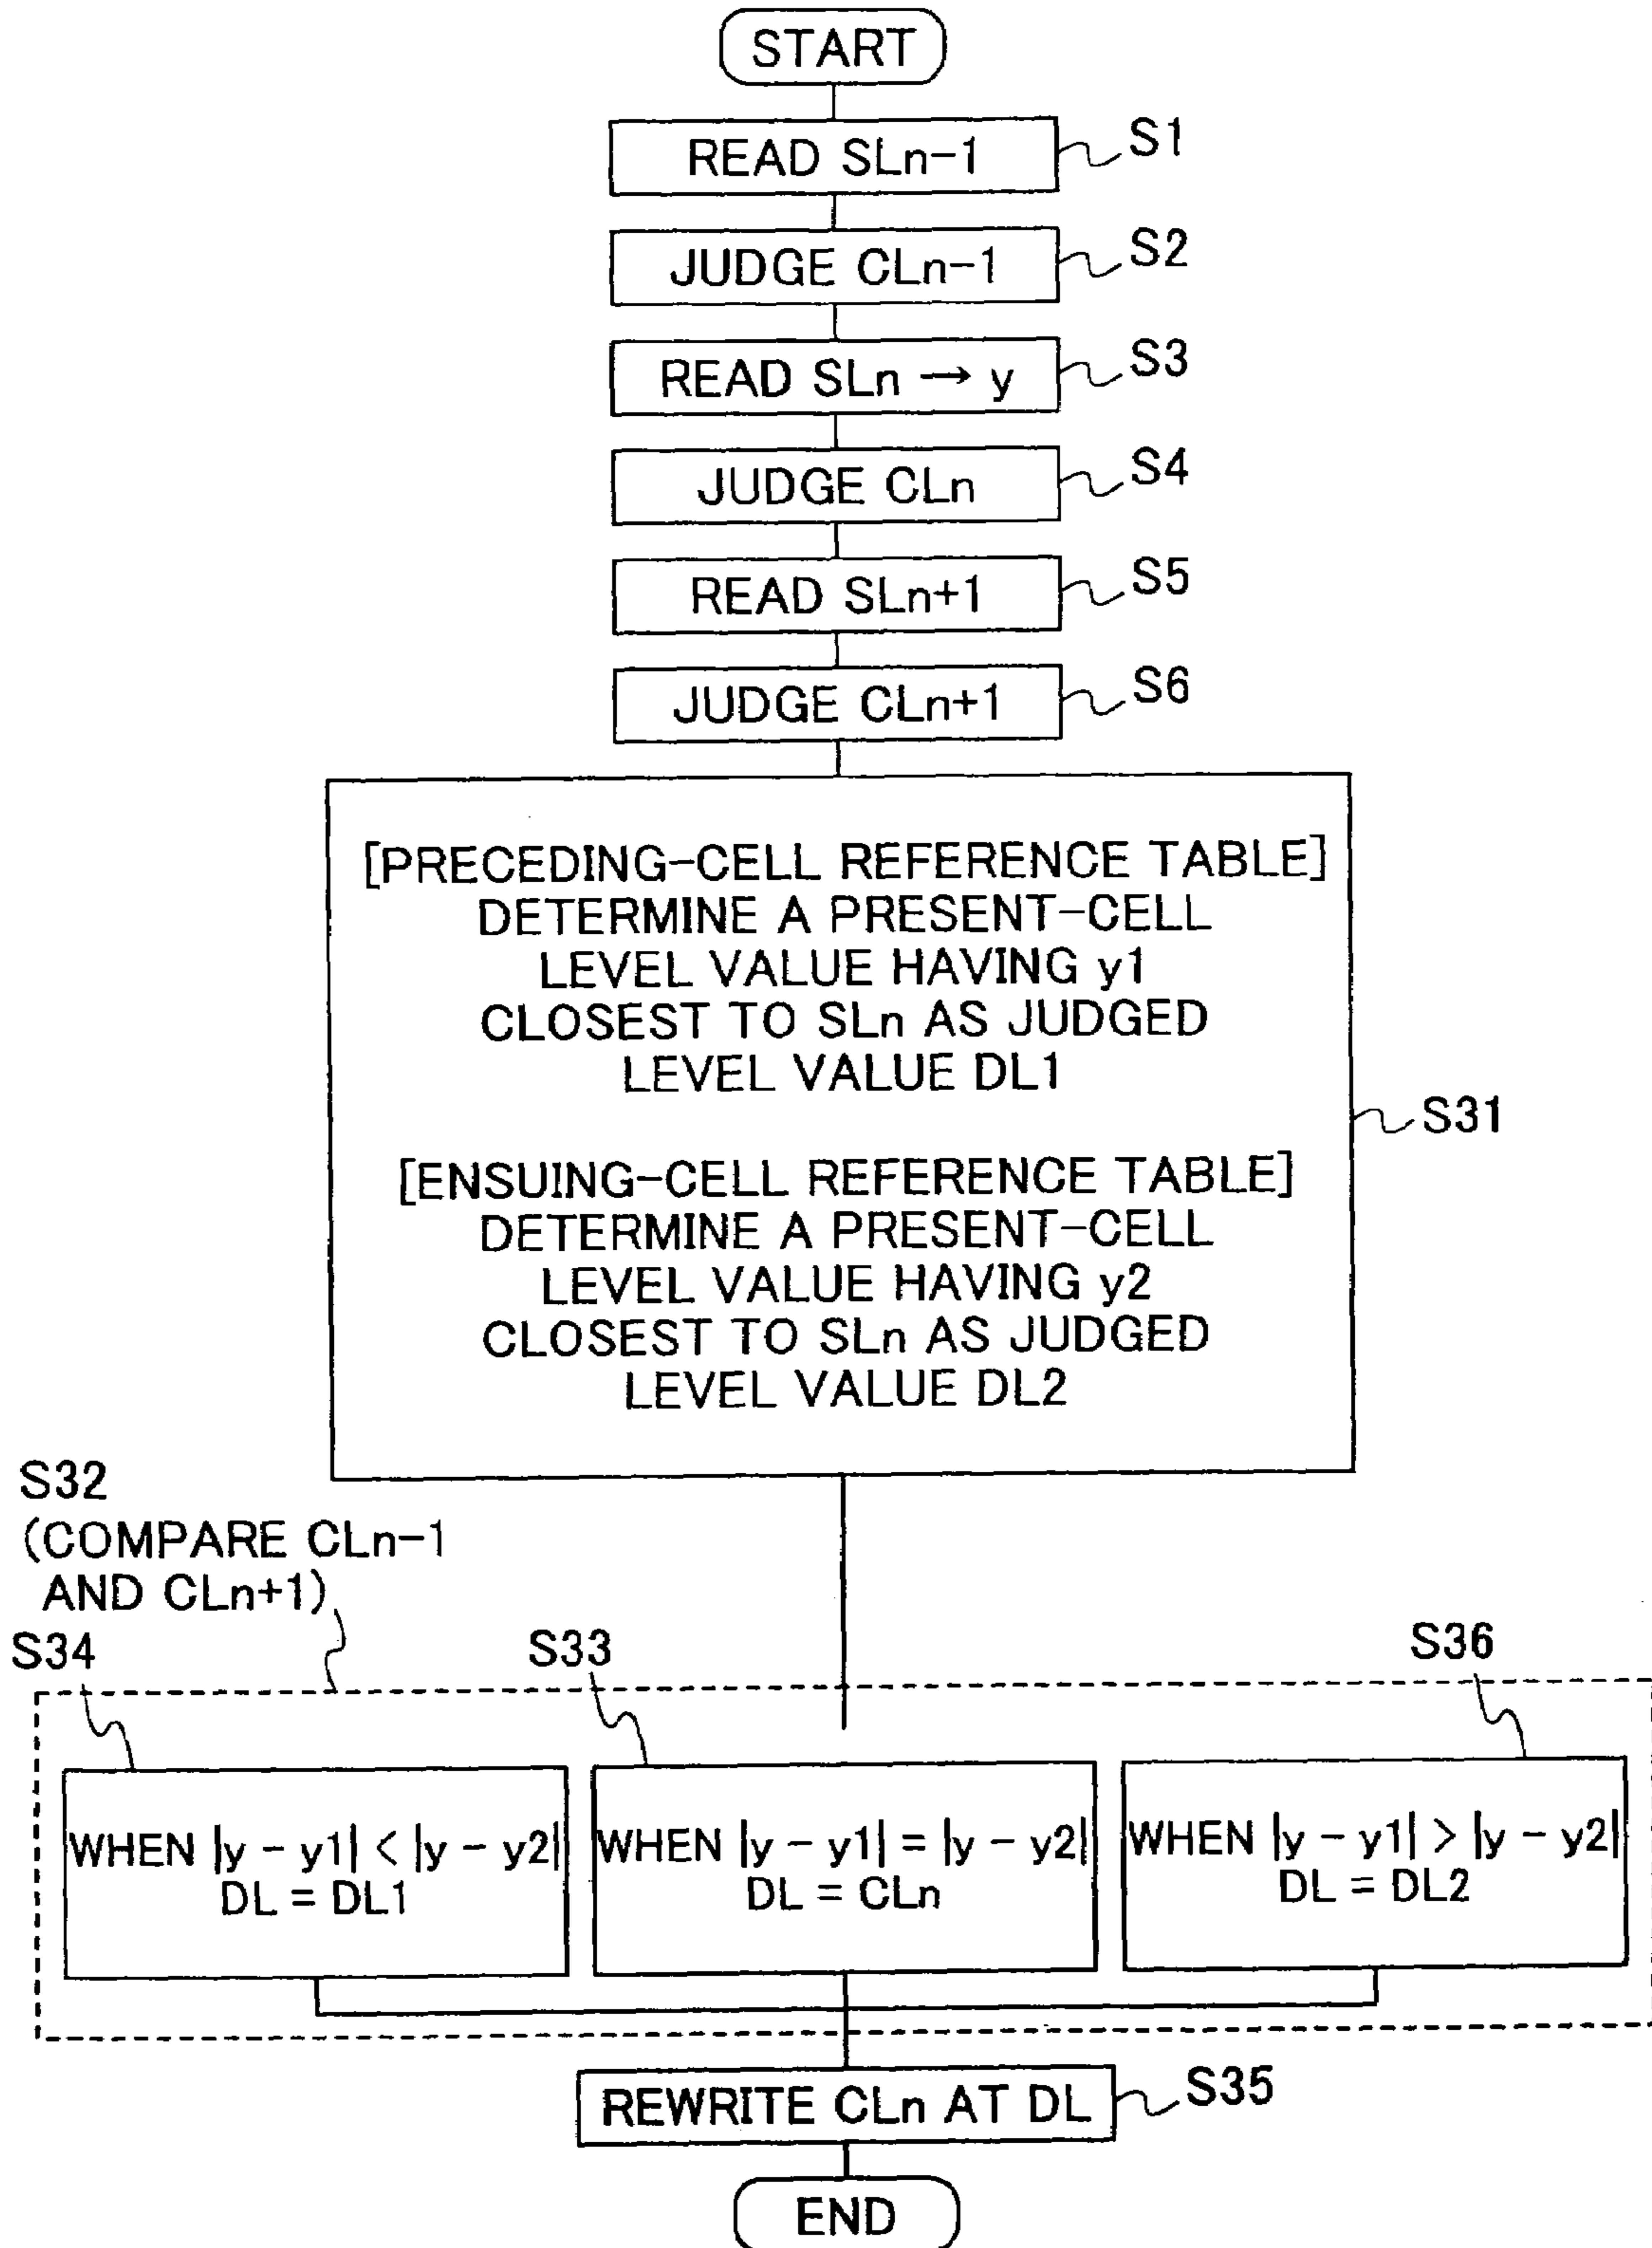 START
READ SLn-1
S1
JUDGE CLn-1
S2
READ SLn → y
S3
JUDGE CLn
S4
READ SLn+1
S5
JUDGE CLn+1
S6
[PRECEDING-CELL REFERENCE TABLE]
DETERMINE A PRESENT-CELL
LEVEL VALUE HAVING y1
CLOSEST TO SLn AS JUDGED
LEVEL VALUE DL1
[ENSUING-CELL REFERENCE TABLE]
DETERMINE A PRESENT-CELL
LEVEL VALUE HAVING y2
CLOSEST TO SLn AS JUDGED
LEVEL VALUE DL2
S31
S32
(COMPARE CLn-1
AND CLn+1)
S34
WHEN |y - y1| < |y - y2|
DL = DL1
S33
WHEN |y - y1| = |y - y2|
DL = CLn
S36
WHEN |y - y1| > |y - y2|
DL = DL2
REWRITE CLn AT DL
S35
END